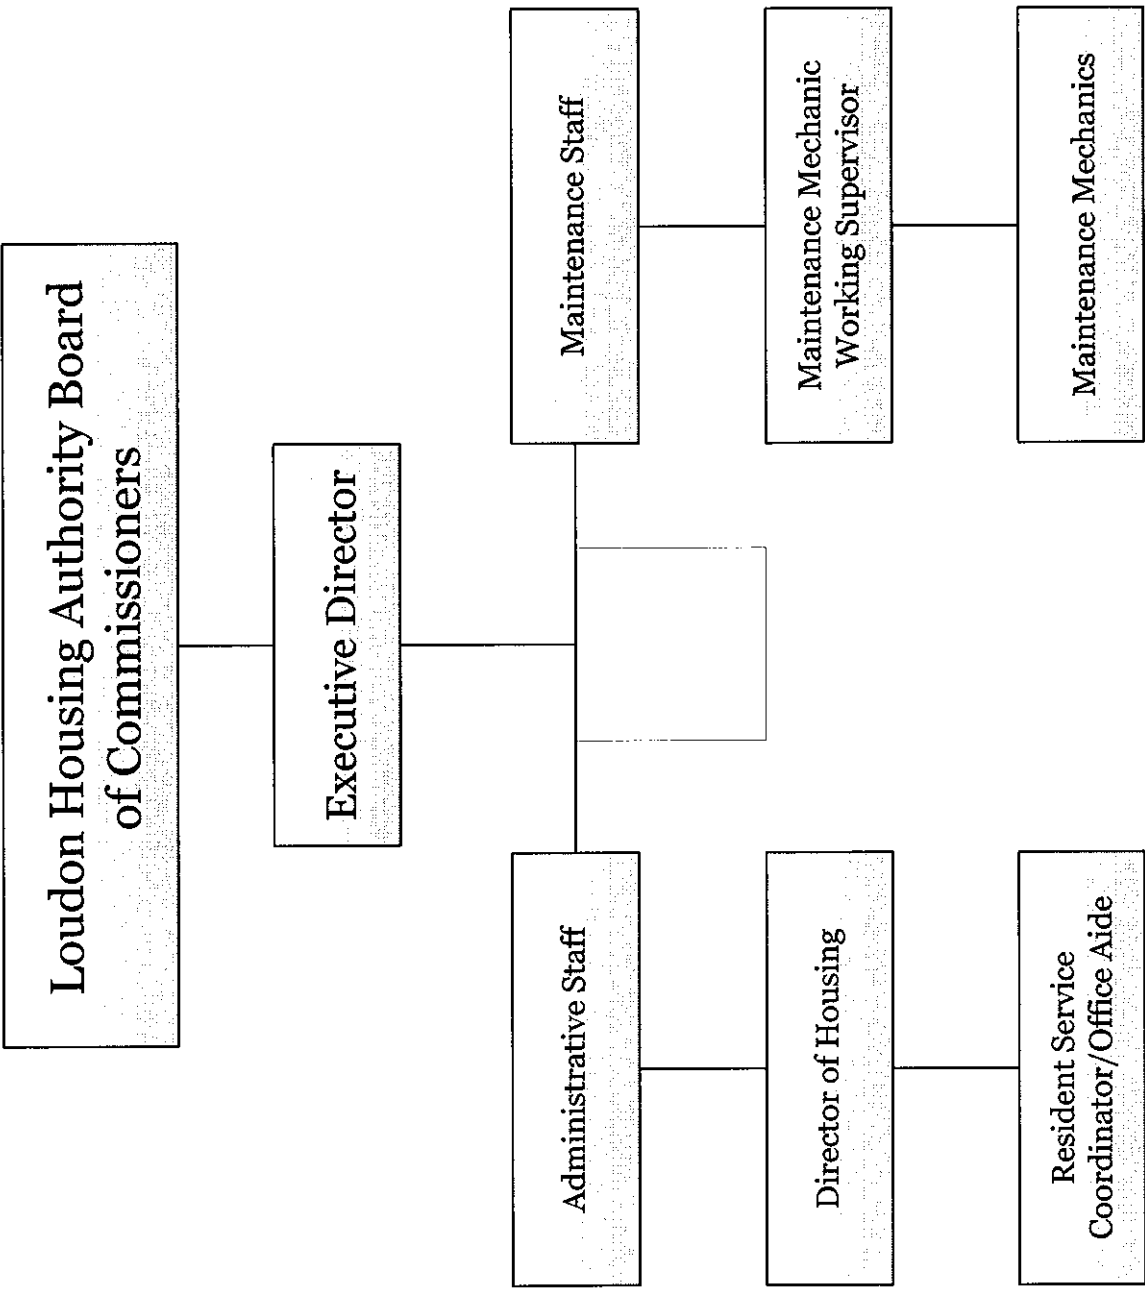 Loudon Housing Authority Board
of Commissioners
Executive Director
Administrative Staff
Maintenance Staff
Director of Housing
Maintenance Mechanic
Working Supervisor
Resident Service
Coordinator/Office Aide
Maintenance Mechanics